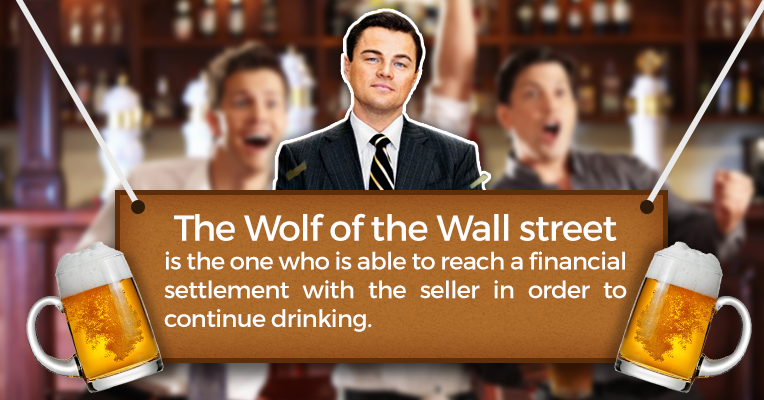 The Wolf of the Wall street
is the one who is able to reach a financial
settlement with the seller in order to
continue drinking.